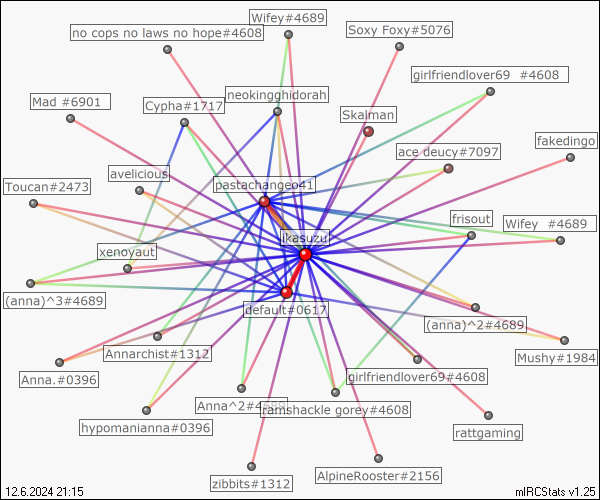 Wifey#4689
no cops no laws no hope#4608
Soxy Foxy#5076
girlfriendlover69 #4608
neokingghidorah
Mad #6901
Cypha#1717
Skalman
fakedingo
ace deucy#7097
avelicious
pastachangeo41
Toucan#2473
frisout
Wifey #4689
ikasuzu
xenoyaut
(anna)^3#4689
default#0617
(anna)^2#4689
Annarchist#1312
Mushy#1984
Anna.#0396
girlfriendlover69#4608
Anna^2#4689
ramshackle gorey#4608
hypomanianna#0396
rattgaming
zibbits#1312
AlpineRooster#2156
12.6.2024 21:15
mIRCStats v1.25